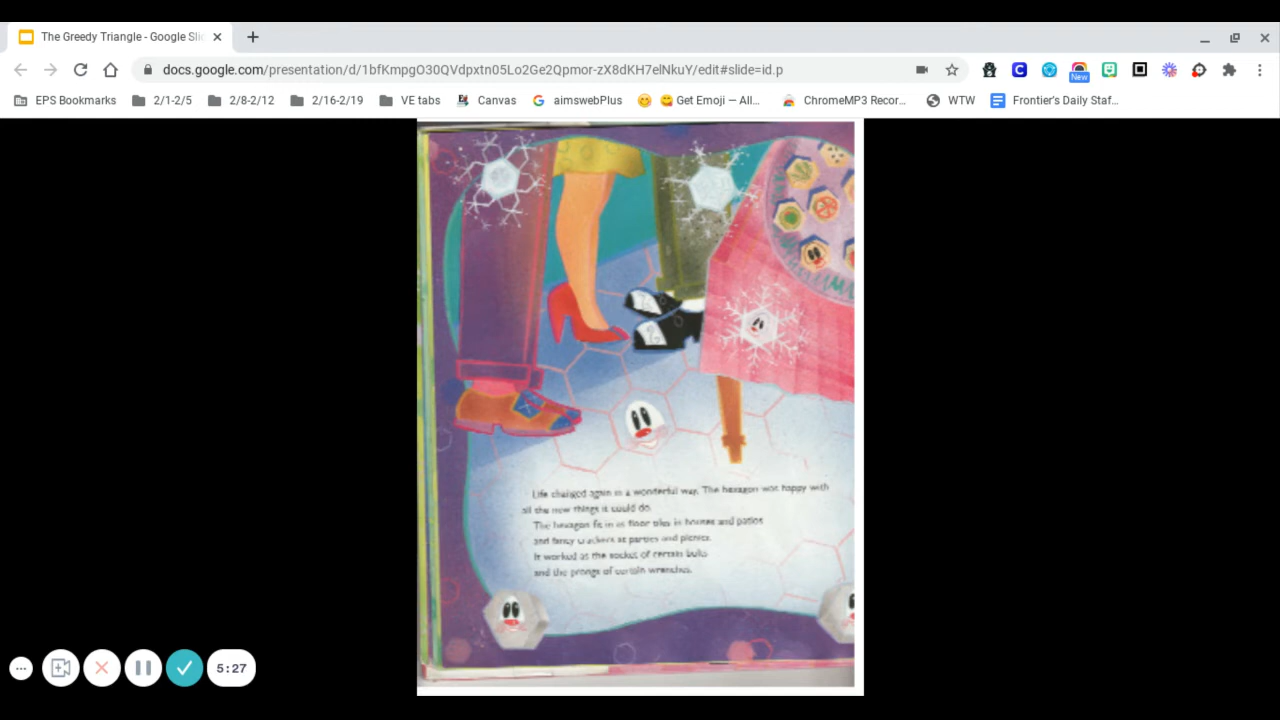 The Greedy Triangle - Google Slid
docs.google.com/presentation/d/1bfKmpqO30QVdpxtn05Lo2Ge2Qpmor-zX8dKH7elNkuY/edit#slide=id.p
New
EPS Bookmarks 2/1-2/5 2/8-2/12 2/16-2/19 VE tabs Canvas aimswebPlus Get Emoji — All... ChromeMP3 Recor... WTW Frontier's Daily Staf...
Life changed again in a wonderful way. The hexagon was happy with
all the new things it could do.
The hexagon fit in as floor tiles in houses and patios
and fancy crackers at parties and picnics.
It worked as the socket of certain bolts
and the prongs of certain wrenches.
5:27